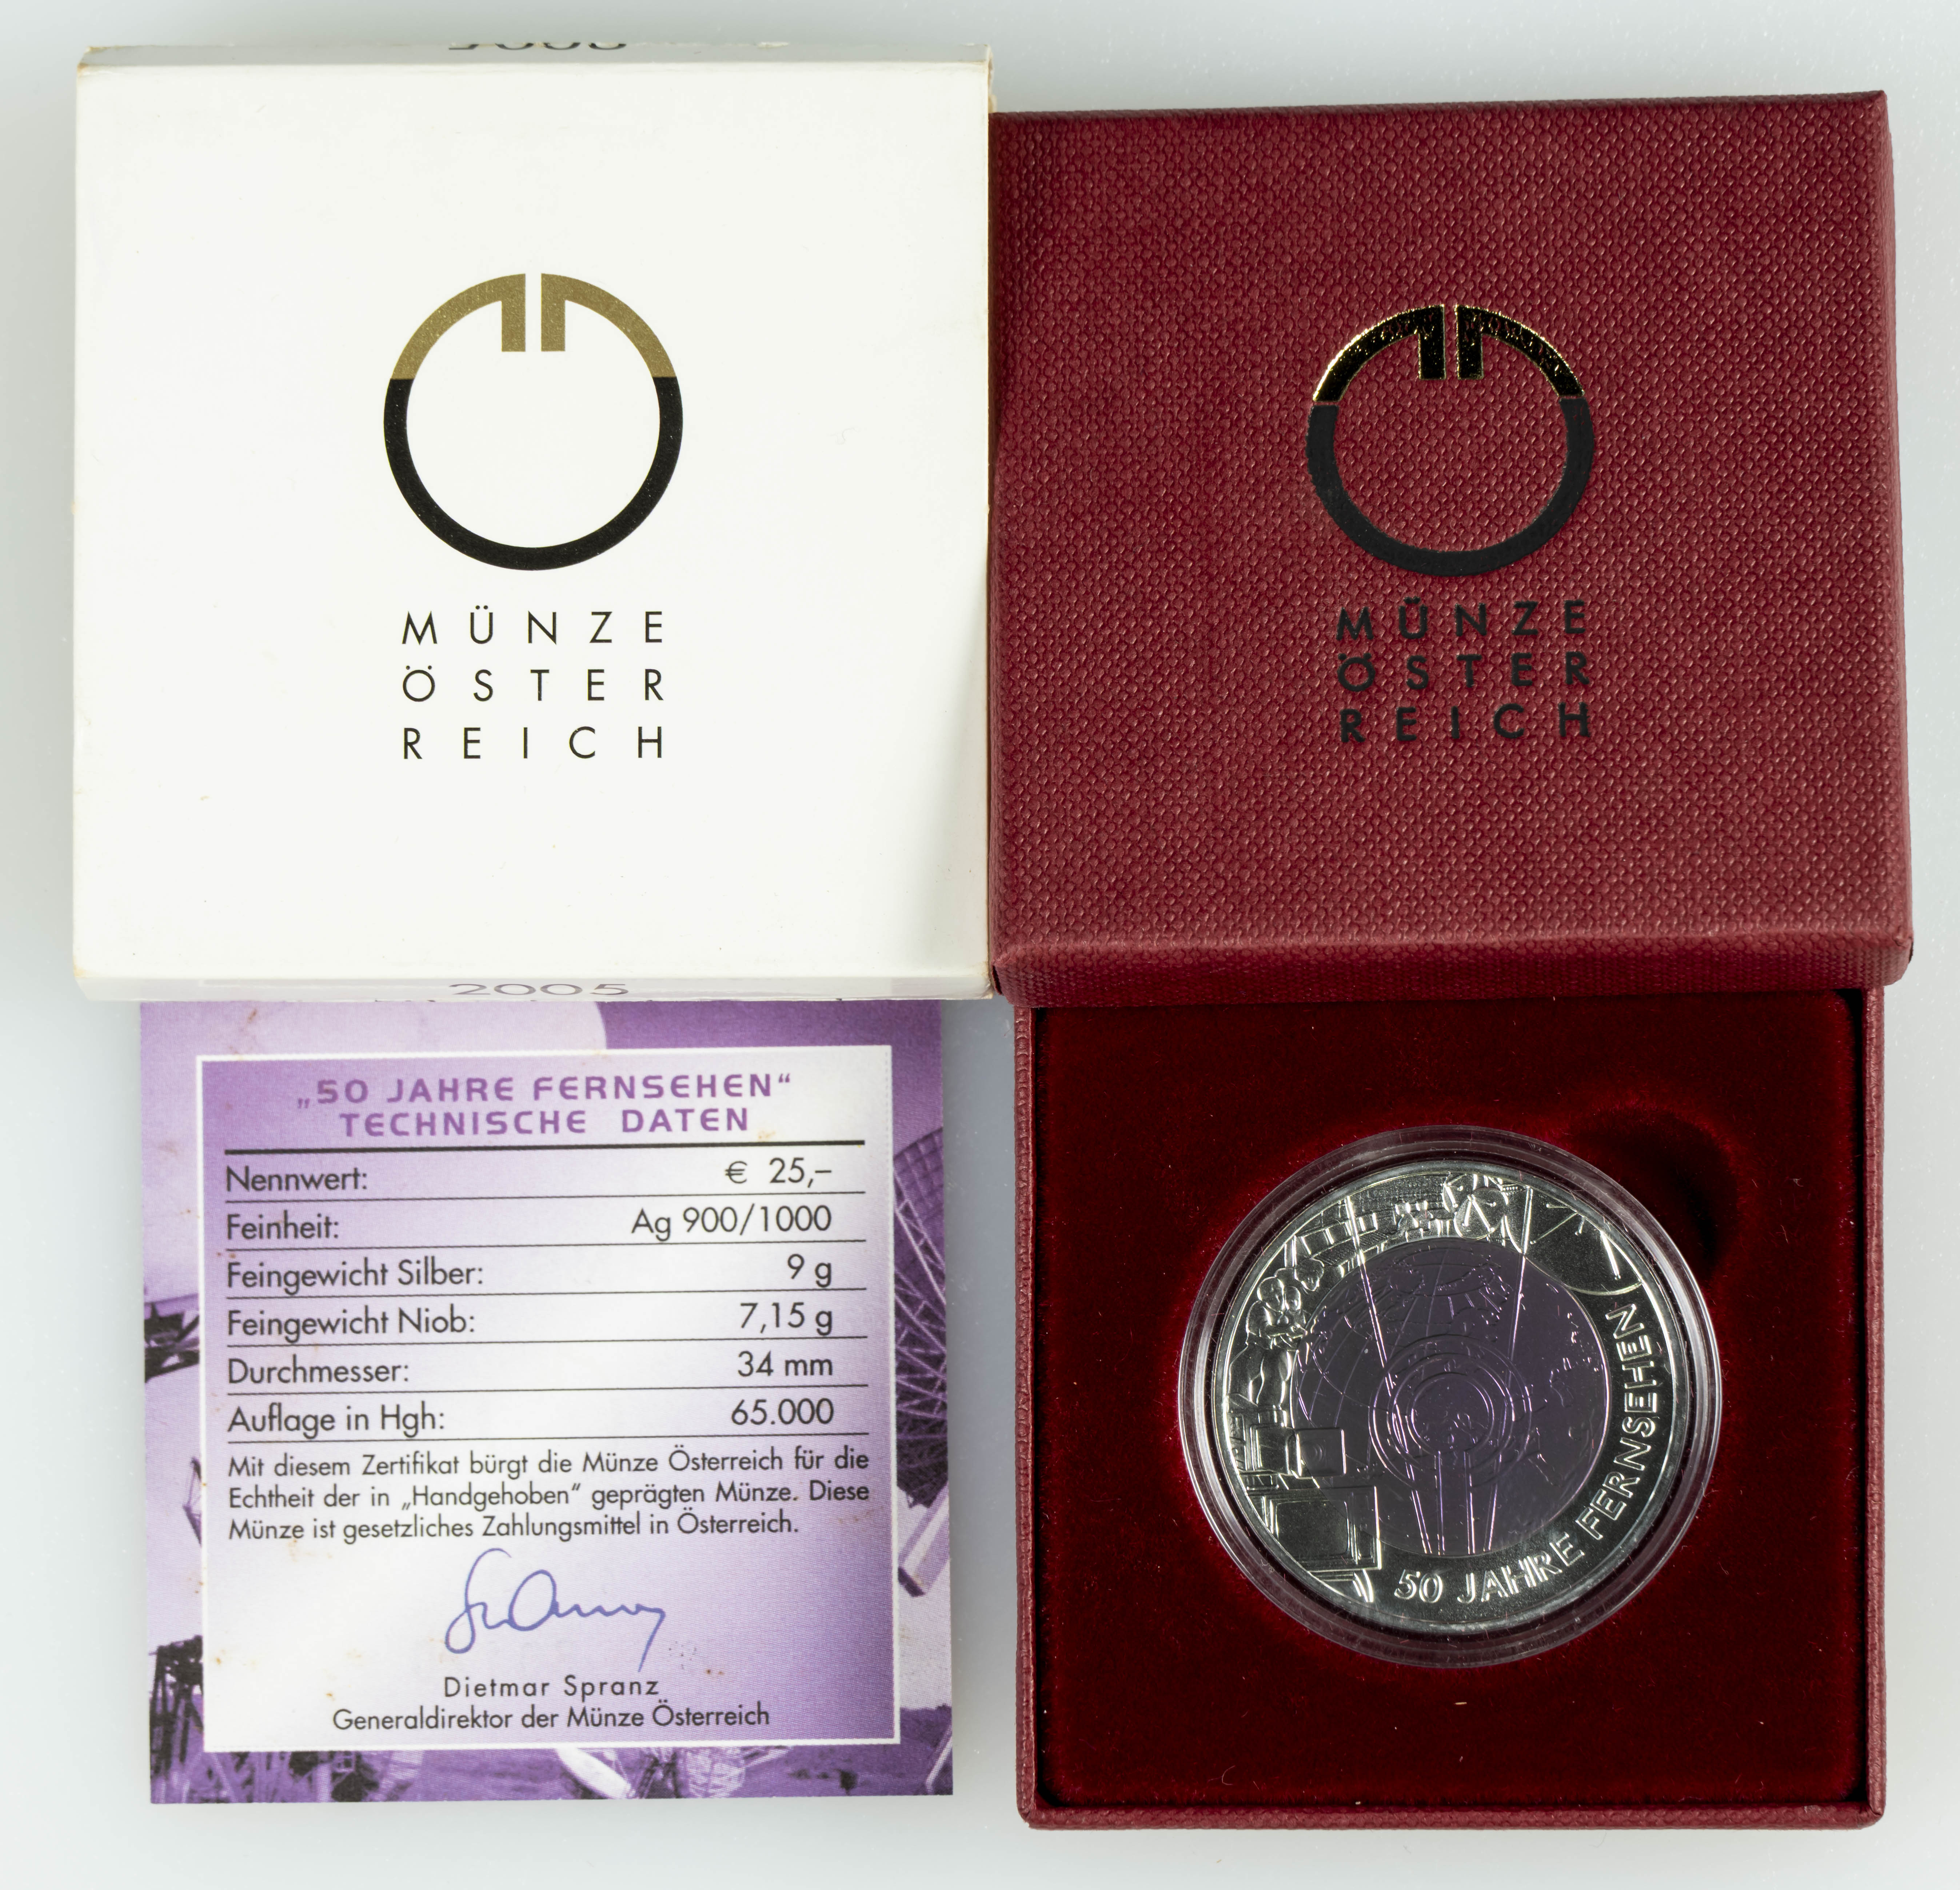 MÜNZE
ÖSTER
REICH
2005
MÜNZE
ÖSTER
REICH
„50 JAHRE FERNSEHEN“
TECHNISCHE DATEN
Nennwert: € 25,–
Feinheit: Ag 900/1000
Feingewicht Silber: 9 g
Feingewicht Niob: 7,15 g
Durchmesser: 34 mm
Auflage in Hgh: 65.000
Mit diesem Zertifikat bürgt die Münze Österreich für die
Echtheit der in „Handgehoben“ geprägten Münze. Diese
Münze ist gesetzliches Zahlungsmittel in Österreich.
Dietmar Spranz
Generaldirektor der Münze Österreich
50 JAHRE FERNSEHEN